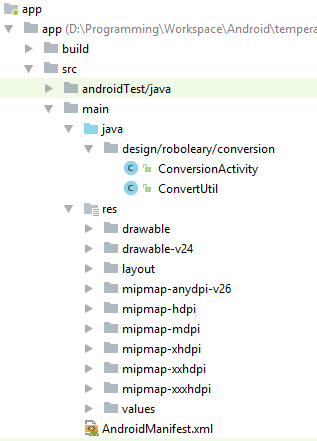 app
app (D:\Programming\Workspace\Android\tempera
build
src
androidTest/java
main
java
design/roboleary/conversion
ConversionActivity
ConvertUtil
res
drawable
drawable-v24
layout
mipmap-anydpi-v26
mipmap-hdpi
mipmap-mdpi
mipmap-xhdpi
mipmap-xxhdpi
mipmap-xxxhdpi
values
AndroidManifest.xml